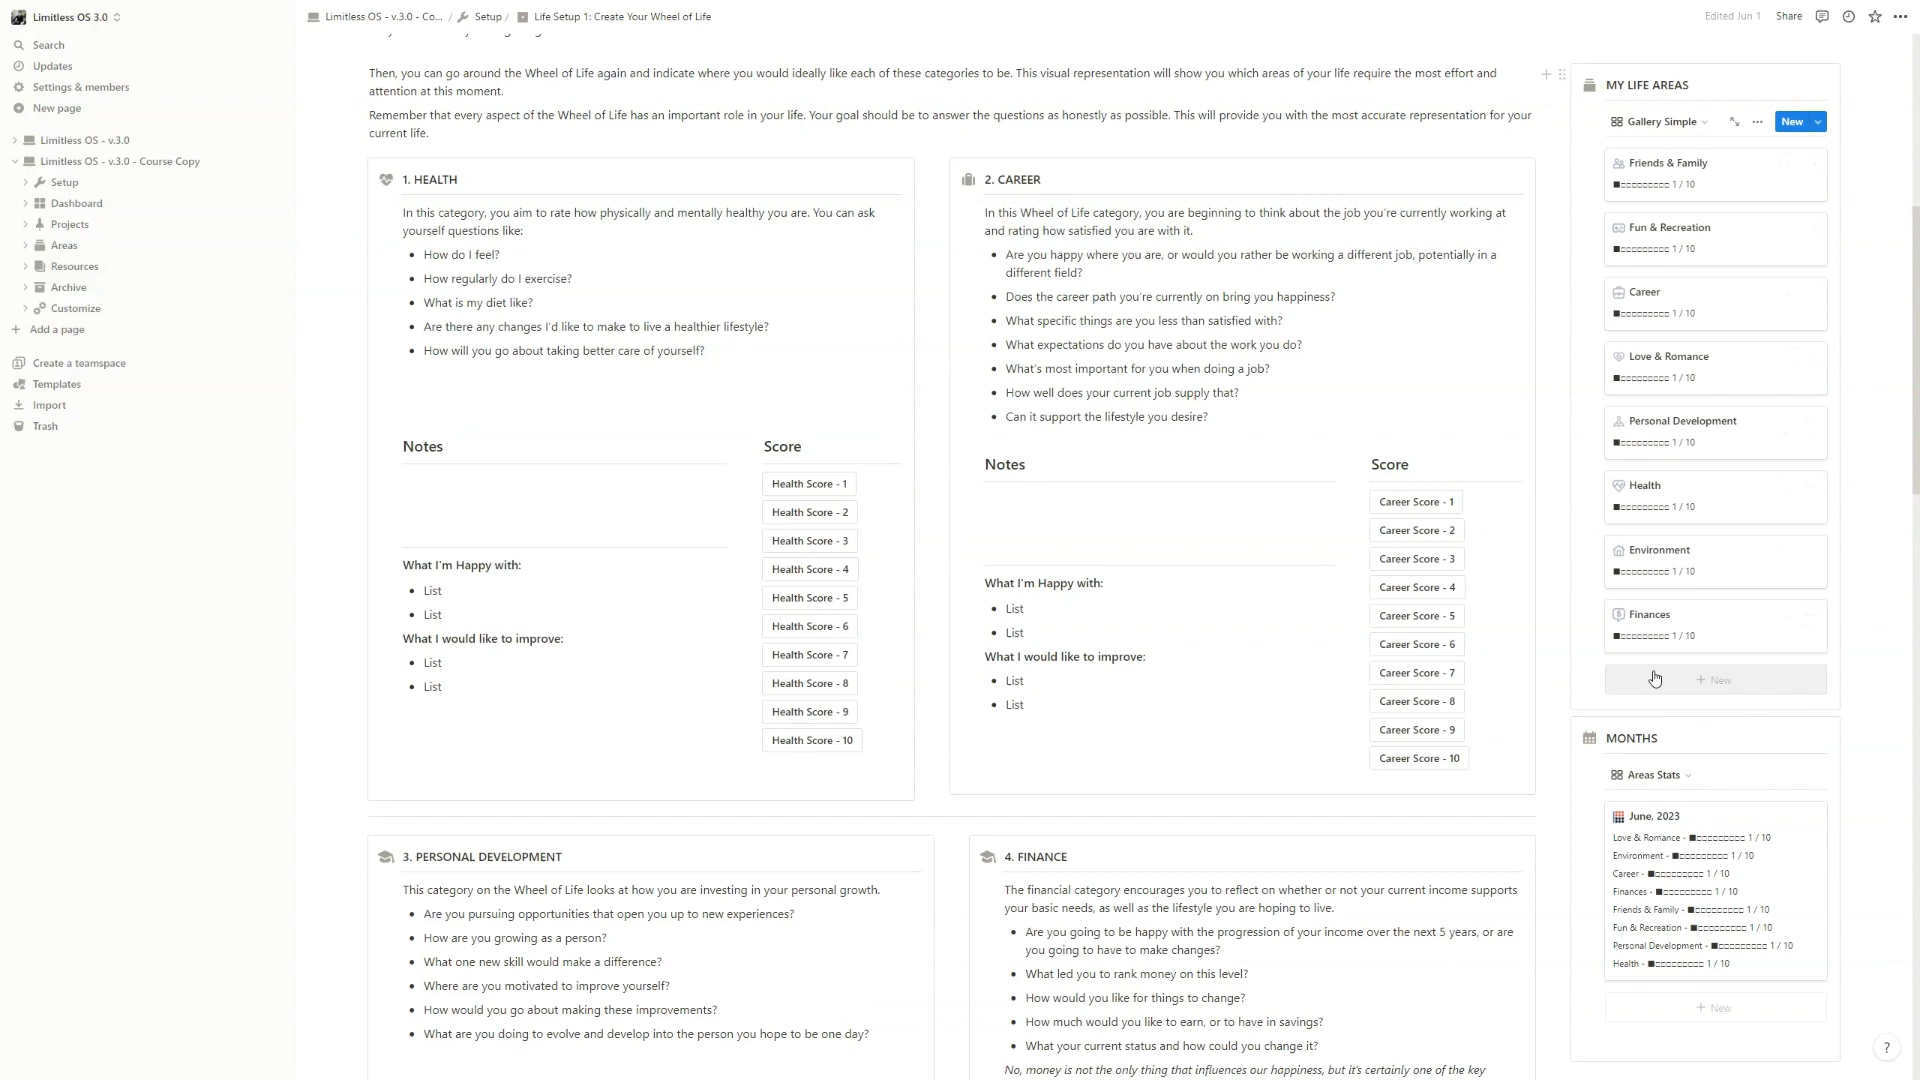 Limitless OS 3.0
Search
Updates
Settings & members
New page
Limitless OS - v.3.0
Limitless OS - v.3.0 - Course Copy
Setup
Dashboard
Projects
Areas
Resources
Archive
Customize
Add a page
Create a teamspace
Templates
Import
Trash
Limitless OS - v.3.0 - Co... / Setup / Life Setup 1: Create Your Wheel of Life
Edited Jun 1 Share
Then, you can go around the Wheel of Life again and indicate where you would ideally like each of these categories to be. This visual representation will show you which areas of your life require the most effort and
attention at this moment.
Remember that every aspect of the Wheel of Life has an important role in your life. Your goal should be to answer the questions as honestly as possible. This will provide you with the most accurate representation for your
current life.
1. HEALTH
In this category, you aim to rate how physically and mentally healthy you are. You can ask
yourself questions like:
• How do I feel?
• How regularly do I exercise?
• What is my diet like?
• Are there any changes I'd like to make to live a healthier lifestyle?
• How will you go about taking better care of yourself?
Notes
What I'm Happy with:
• List
• List
What I would like to improve:
• List
• List
Score
Health Score - 1
Health Score - 2
Health Score - 3
Health Score - 4
Health Score - 5
Health Score - 6
Health Score - 7
Health Score - 8
Health Score - 9
Health Score - 10
2. CAREER
In this Wheel of Life category, you are beginning to think about the job you're currently working at
and rating how satisfied you are with it.
• Are you happy where you are, or would you rather be working a different job, potentially in a
different field?
• Does the career path you're currently on bring you happiness?
• What specific things are you less than satisfied with?
• What expectations do you have about the work you do?
• What's most important for you when doing a job?
• How well does your current job supply that?
• Can it support the lifestyle you desire?
Notes
What I'm Happy with:
• List
• List
What I would like to improve:
• List
• List
Score
Career Score - 1
Career Score - 2
Career Score - 3
Career Score - 4
Career Score - 5
Career Score - 6
Career Score - 7
Career Score - 8
Career Score - 9
Career Score - 10
3. PERSONAL DEVELOPMENT
This category on the Wheel of Life looks at how you are investing in your personal growth.
• Are you pursuing opportunities that open you up to new experiences?
• How are you growing as a person?
• What one new skill would make a difference?
• Where are you motivated to improve yourself?
• How would you go about making these improvements?
• What are you doing to evolve and develop into the person you hope to be one day?
4. FINANCE
The financial category encourages you to reflect on whether or not your current income supports
your basic needs, as well as the lifestyle you are hoping to live.
• Are you going to be happy with the progression of your income over the next 5 years, or are
you going to have to make changes?
• What led you to rank money on this level?
• How would you like for things to change?
• How much would you like to earn, or to have in savings?
• What your current status and how could you change it?
No, money is not the only thing that influences our happiness, but it's certainly one of the key
MY LIFE AREAS
Gallery Simple
New
Friends & Family
■□□□□□□□□□ 1 / 10
Fun & Recreation
■□□□□□□□□□ 1 / 10
Career
■□□□□□□□□□ 1 / 10
Love & Romance
■□□□□□□□□□ 1 / 10
Personal Development
■□□□□□□□□□ 1 / 10
Health
■□□□□□□□□□ 1 / 10
Environment
■□□□□□□□□□ 1 / 10
Finances
■□□□□□□□□□ 1 / 10
+ New
MONTHS
Areas Stats
June, 2023
Love & Romance - ■□□□□□□□□□ 1 / 10
Environment - ■□□□□□□□□□ 1 / 10
Career - ■□□□□□□□□□ 1 / 10
Finances - ■□□□□□□□□□ 1 / 10
Friends & Family - ■□□□□□□□□□ 1 / 10
Fun & Recreation - ■□□□□□□□□□ 1 / 10
Personal Development - ■□□□□□□□□□ 1 / 10
Health - ■□□□□□□□□□ 1 / 10
+ New
?